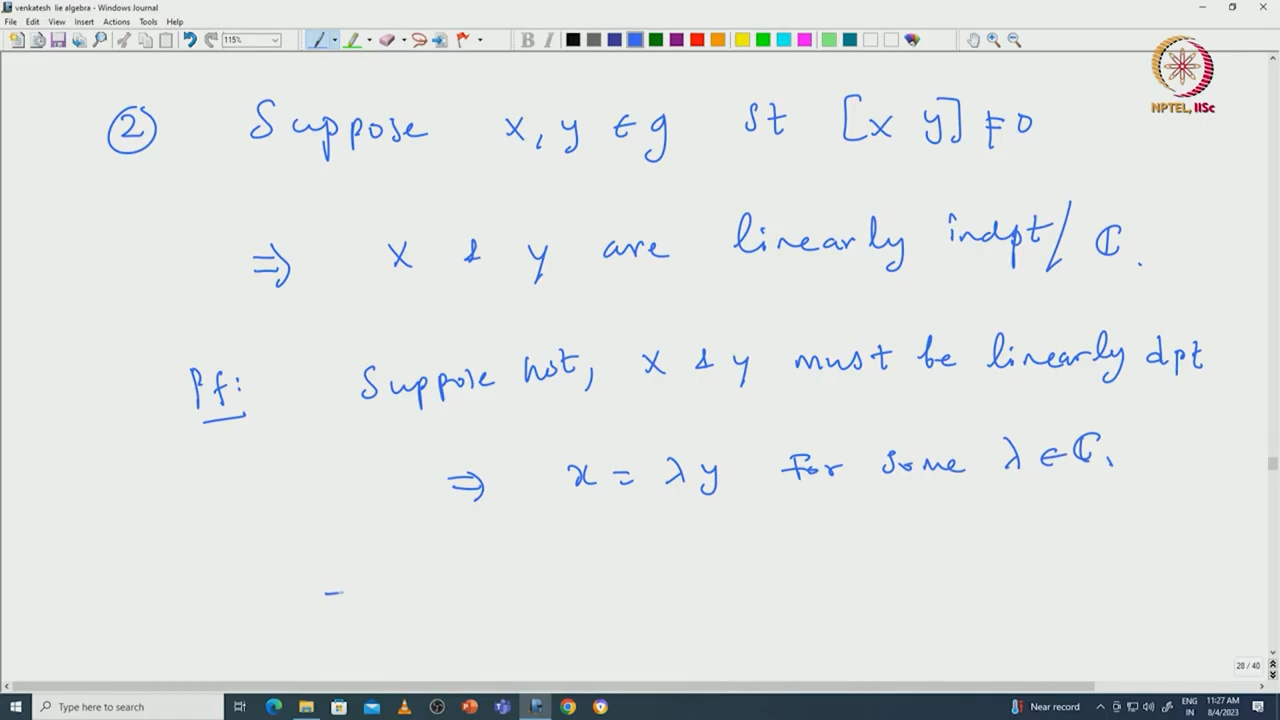 venkatesh lie algebra - Windows Journal
File Edit View Insert Actions Tools Help
115%
B I
NPTEL, IISc
② Suppose x, y ∈ g st [x y] ≠ 0
⇒ x & y are linearly indpt / ℂ.
Pf: Suppose not, x & y must be linearly dpt
⇒ x = λ y for some λ ∈ ℂ.
28 / 40
Type here to search
Near record
ENG
IN
11:27 AM
8/4/2023